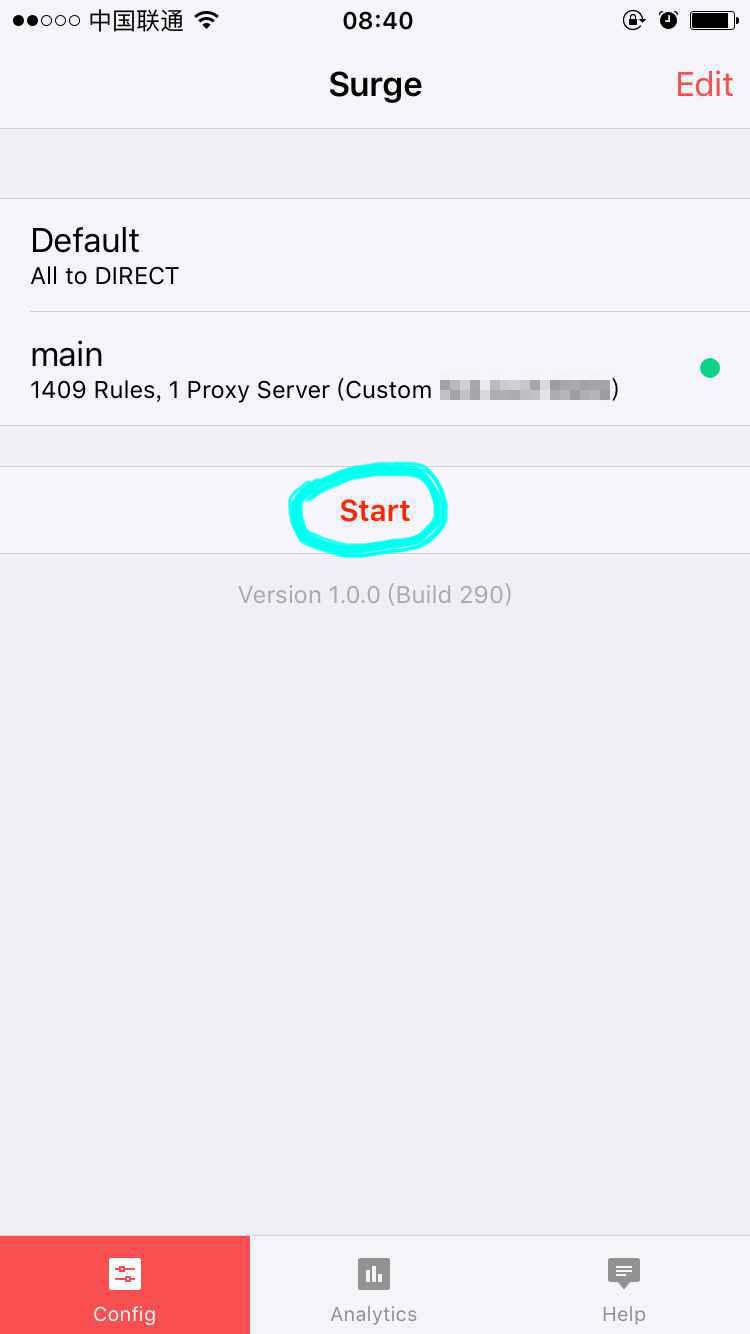 中国联通 08:40
Surge Edit
Default
All to DIRECT
main
1409 Rules, 1 Proxy Server (Custom )
Start
Version 1.0.0 (Build 290)
Config Analytics Help